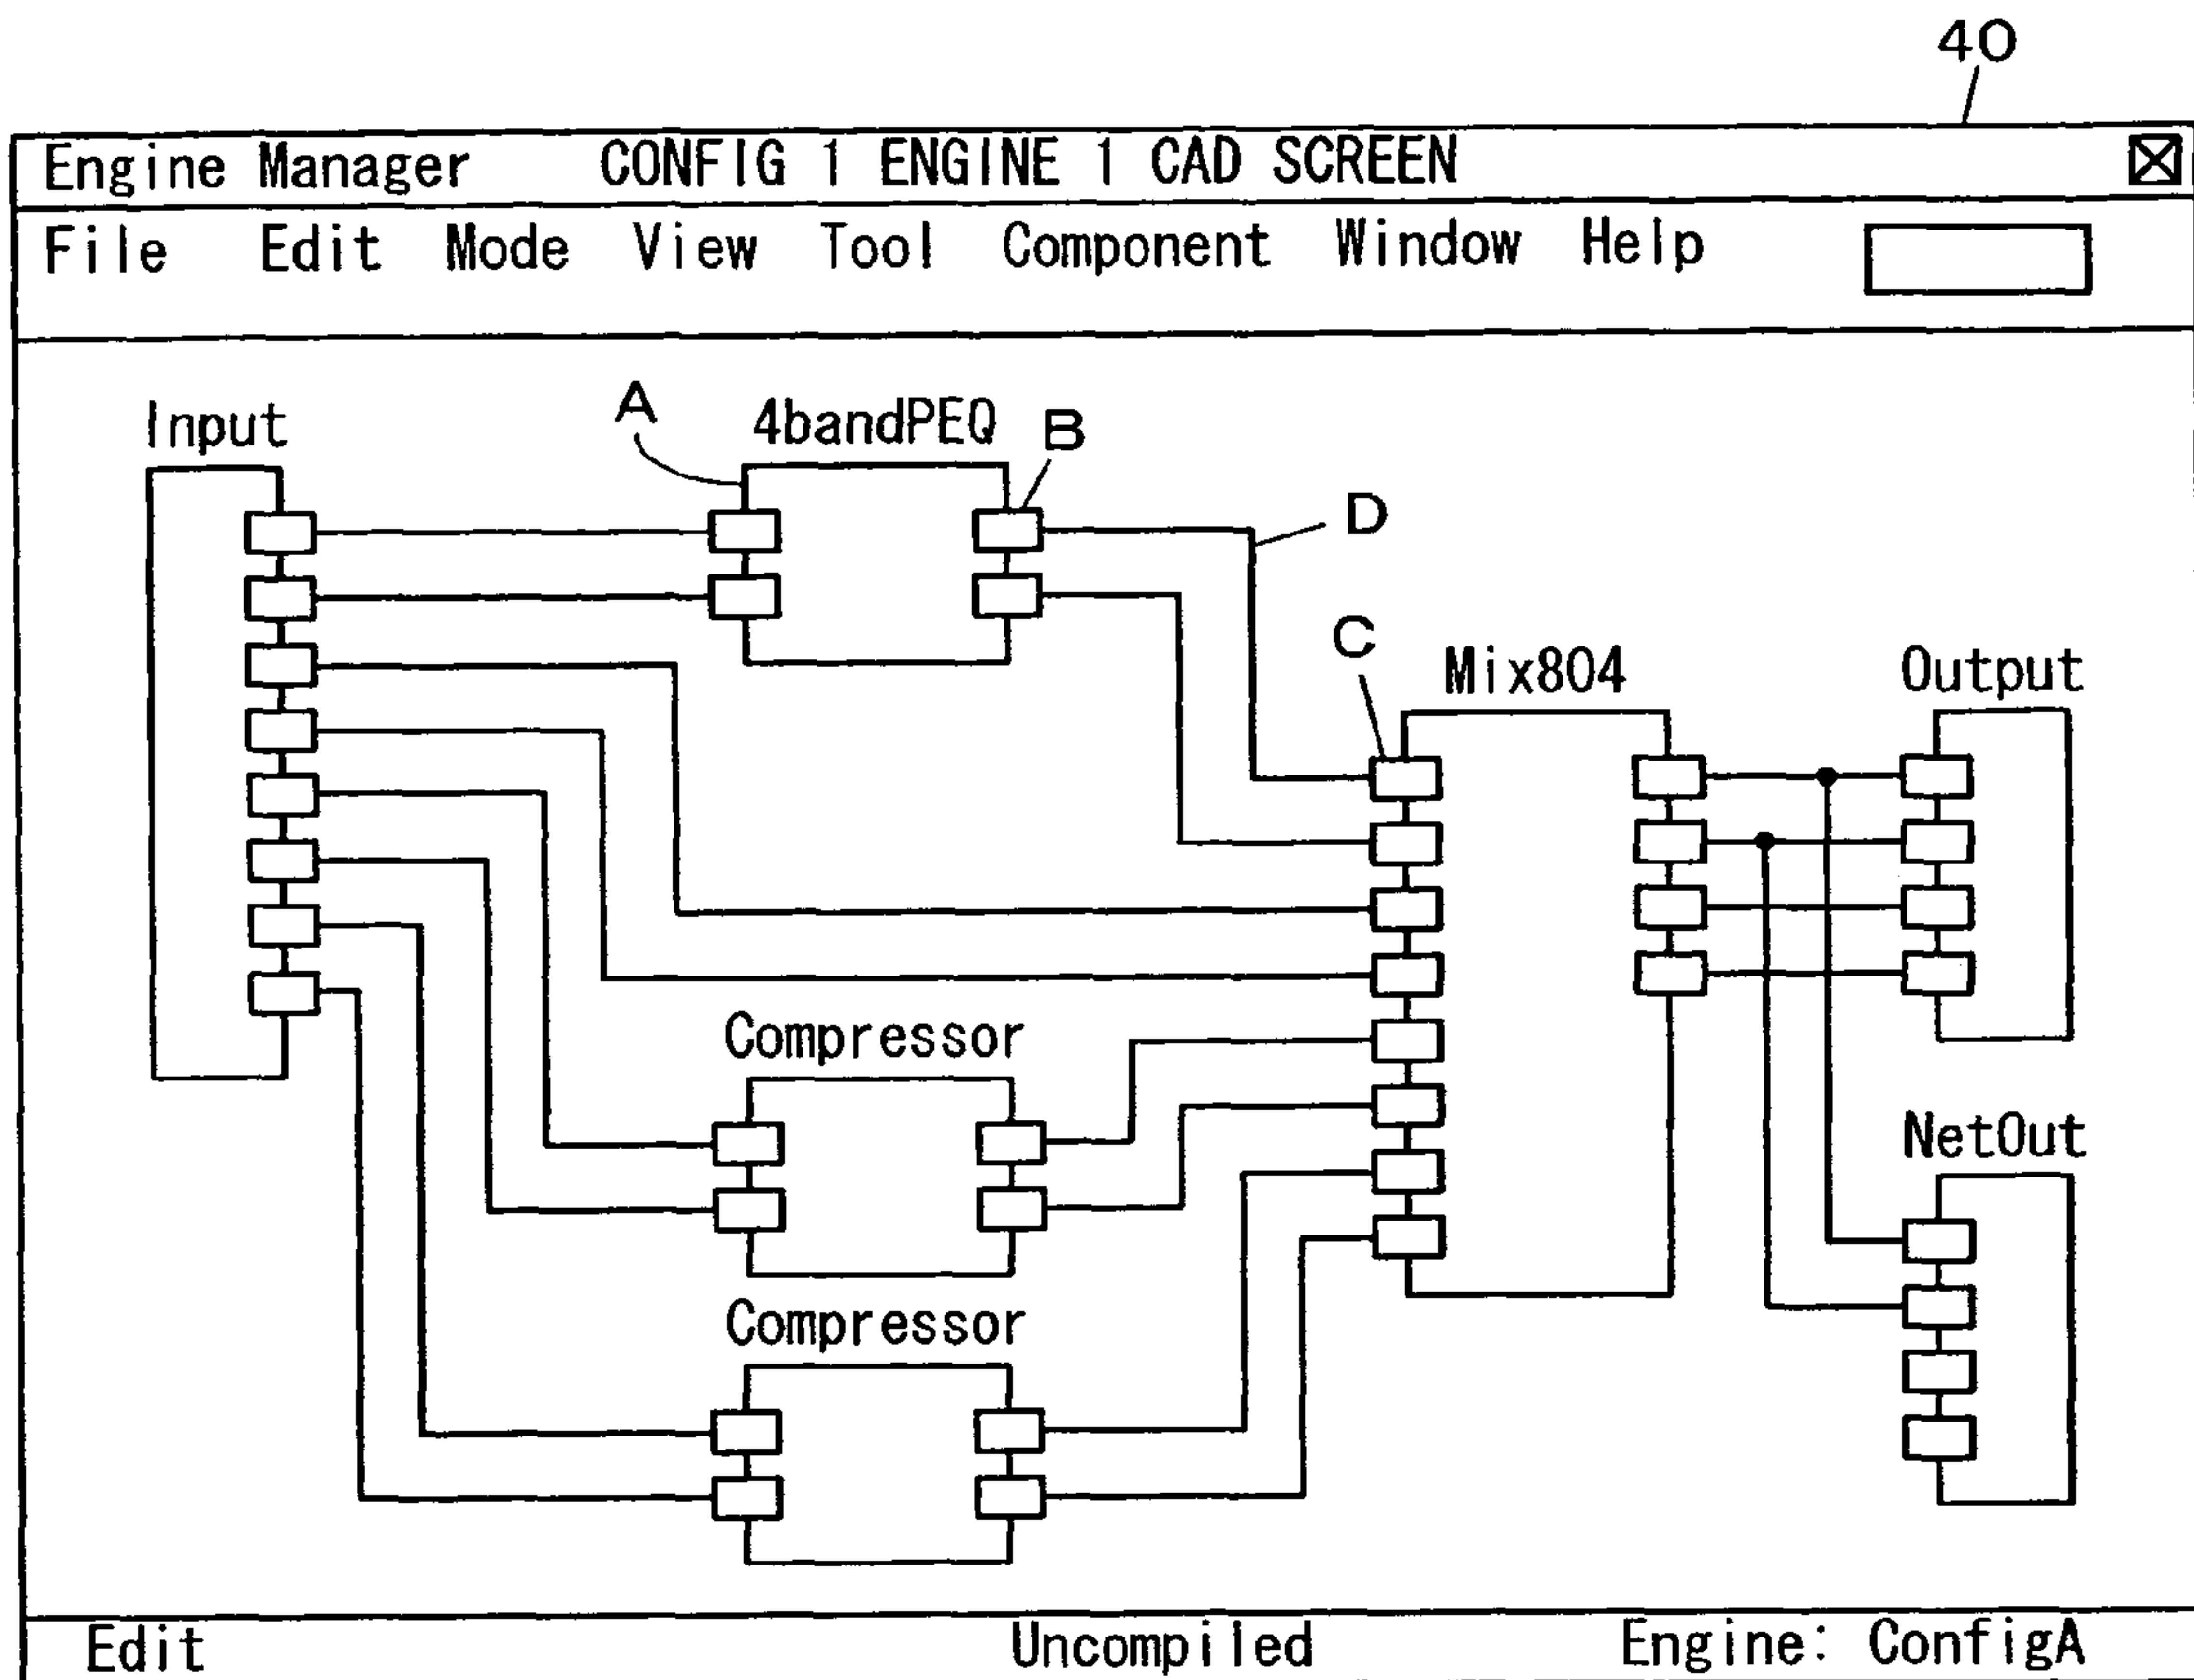 40
Engine Manager CONFIG 1 ENGINE 1 CAD SCREEN
File Edit Mode View Tool Component Window Help
Input
A
4bandPEQ
B
D
C
Mix804
Output
Compressor
NetOut
Compressor
Edit Uncompiled Engine: ConfigA